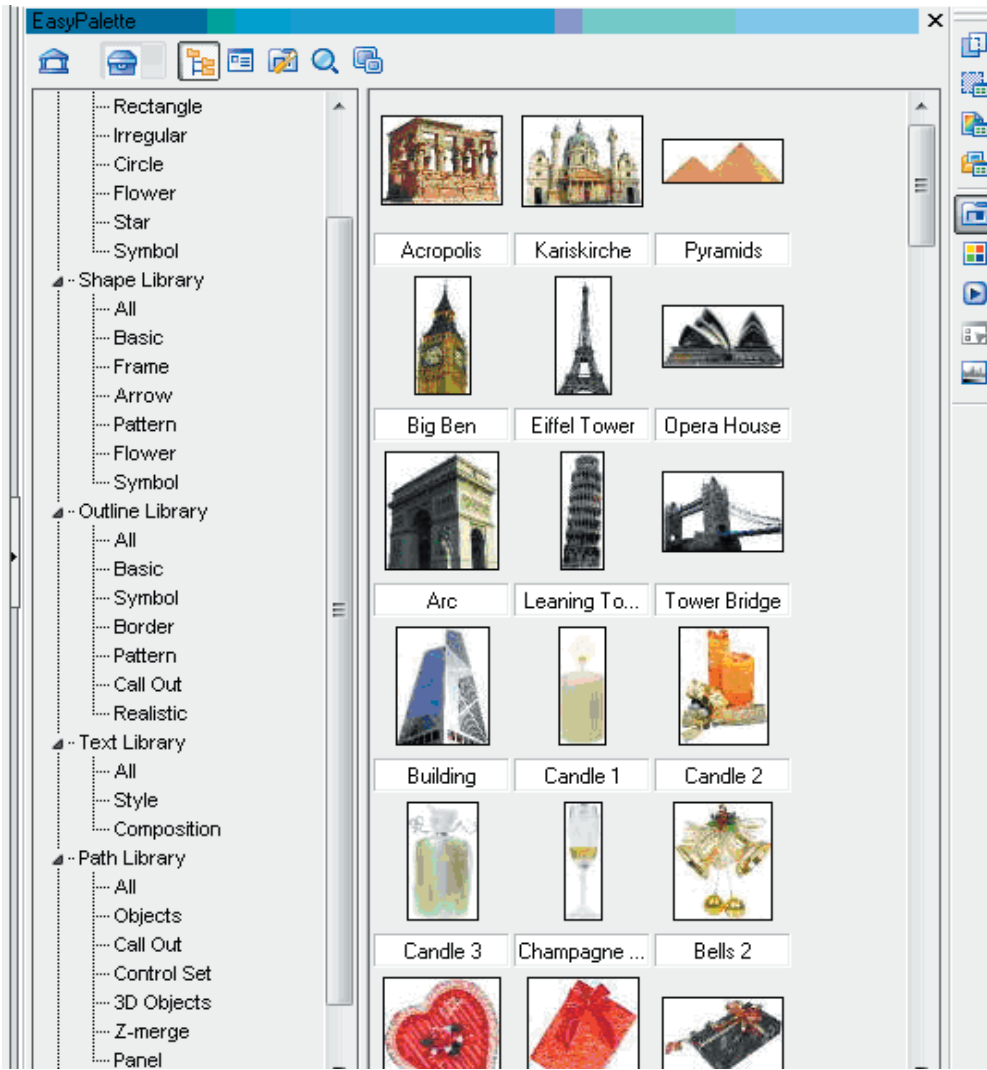 EasyPalette
Rectangle
Irregular
Circle
Flower
Star
Symbol
Shape Library
All
Basic
Frame
Arrow
Pattern
Flower
Symbol
Outline Library
All
Basic
Symbol
Border
Pattern
Call Out
Realistic
Text Library
All
Style
Composition
Path Library
All
Objects
Call Out
Control Set
3D Objects
Z-merge
Panel
Acropolis
Kariskirche
Pyramids
Big Ben
Eiffel Tower
Opera House
Arc
Leaning To...
Tower Bridge
Building
Candle 1
Candle 2
Candle 3
Champagne ...
Bells 2